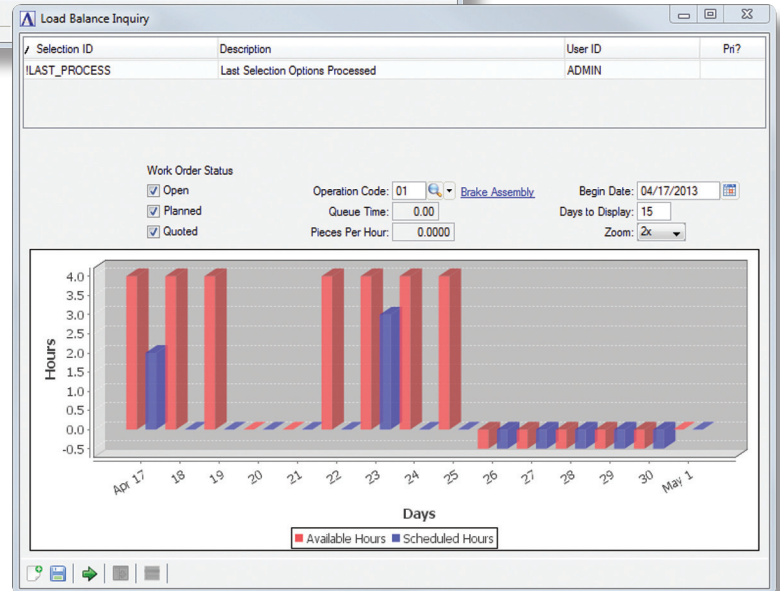 Load Balance Inquiry
/ Selection ID Description User ID Pri?
!LAST_PROCESS Last Selection Options Processed ADMIN
Work Order Status
Open Operation Code: 01 Brake Assembly Begin Date: 04/17/2013
Planned Queue Time: 0.00 Days to Display: 15
Quoted Pieces Per Hour: 0.0000 Zoom: 2x
Hours
4.0
3.5
3.0
2.5
2.0
1.5
1.0
0.5
0.0
-0.5
Apr 17 18 19 20 21 22 23 24 25 26 27 28 29 30 May 1
Days
Available Hours Scheduled Hours